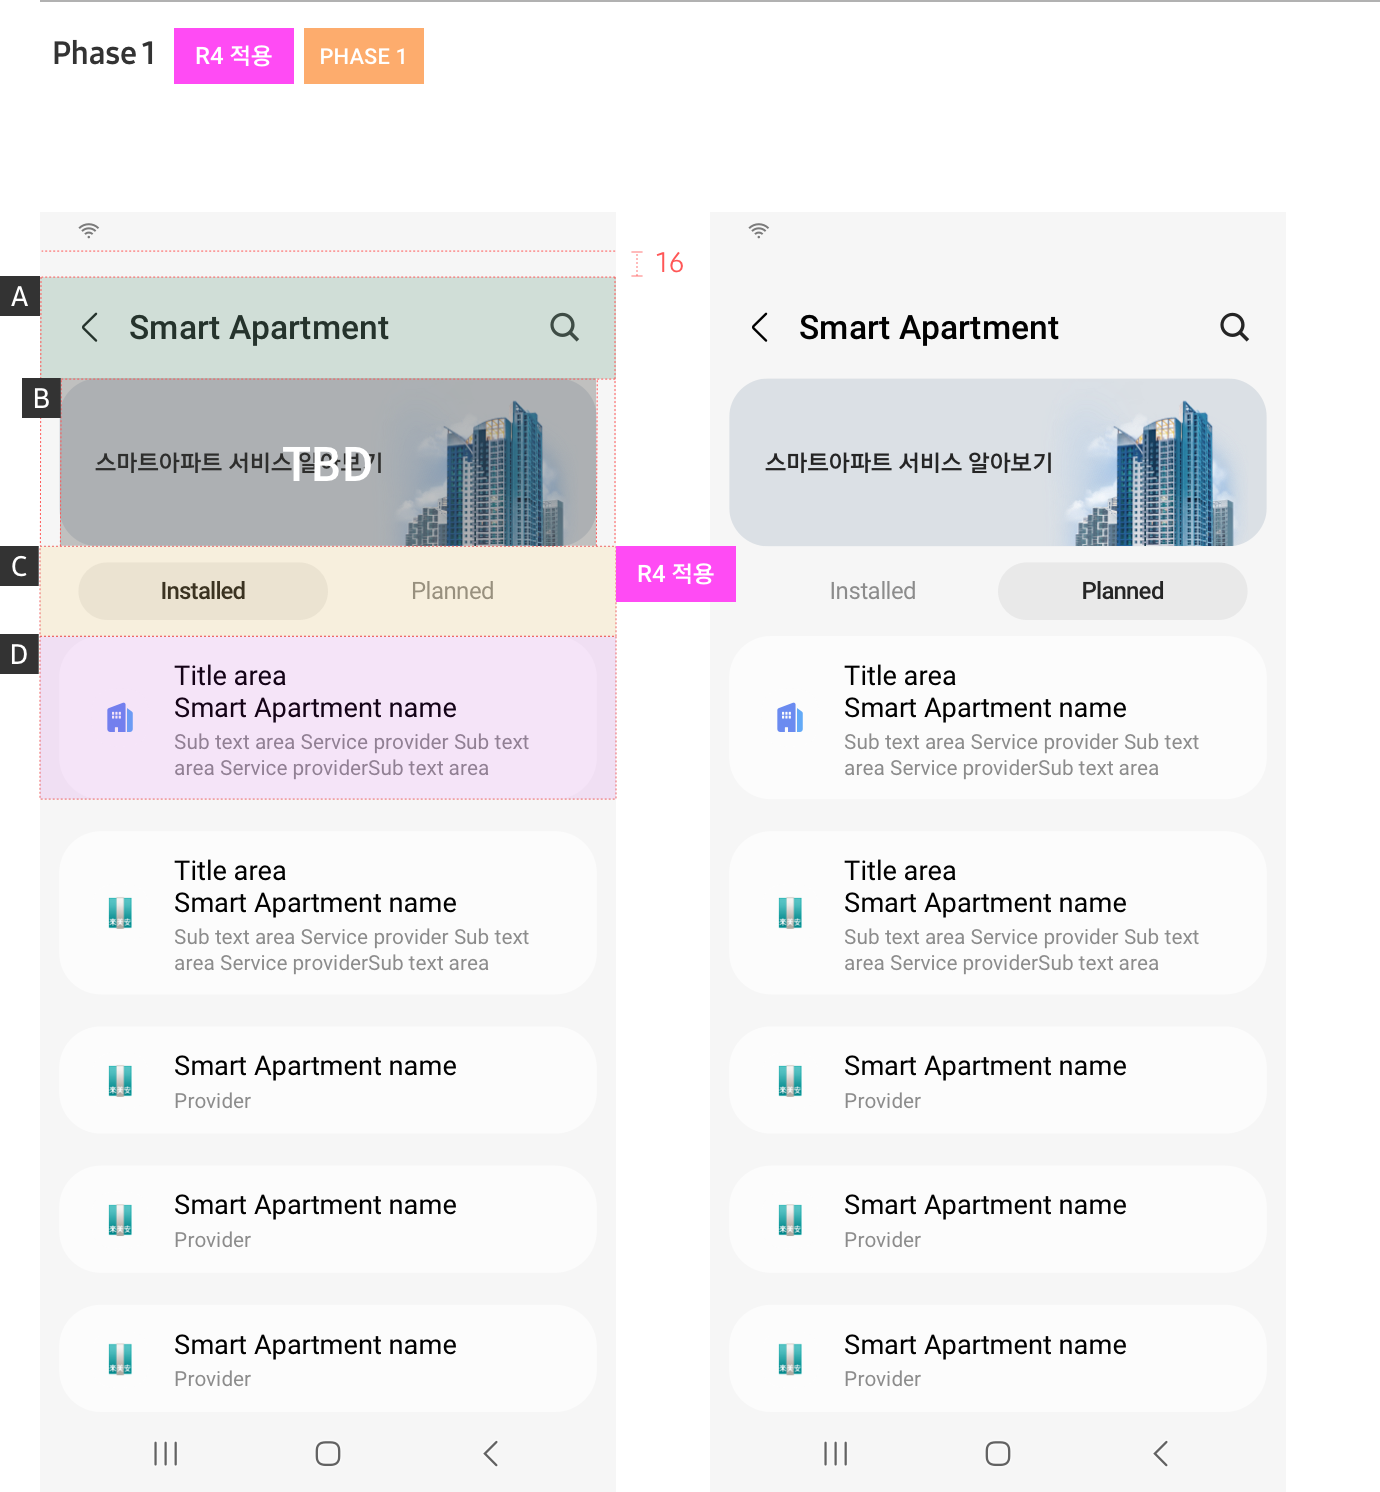 Phase 1
R4 적용
PHASE 1
16
A
Smart Apartment
B
스마트아파트 서비스 알아보기
TBD
C
Installed
Planned
R4 적용
D
Title area
Smart Apartment name
Sub text area Service provider Sub text
area Service providerSub text area
Title area
Smart Apartment name
Sub text area Service provider Sub text
area Service providerSub text area
Smart Apartment name
Provider
Smart Apartment name
Provider
Smart Apartment name
Provider
Smart Apartment
스마트아파트 서비스 알아보기
Installed
Planned
Title area
Smart Apartment name
Sub text area Service provider Sub text
area Service providerSub text area
Title area
Smart Apartment name
Sub text area Service provider Sub text
area Service providerSub text area
Smart Apartment name
Provider
Smart Apartment name
Provider
Smart Apartment name
Provider